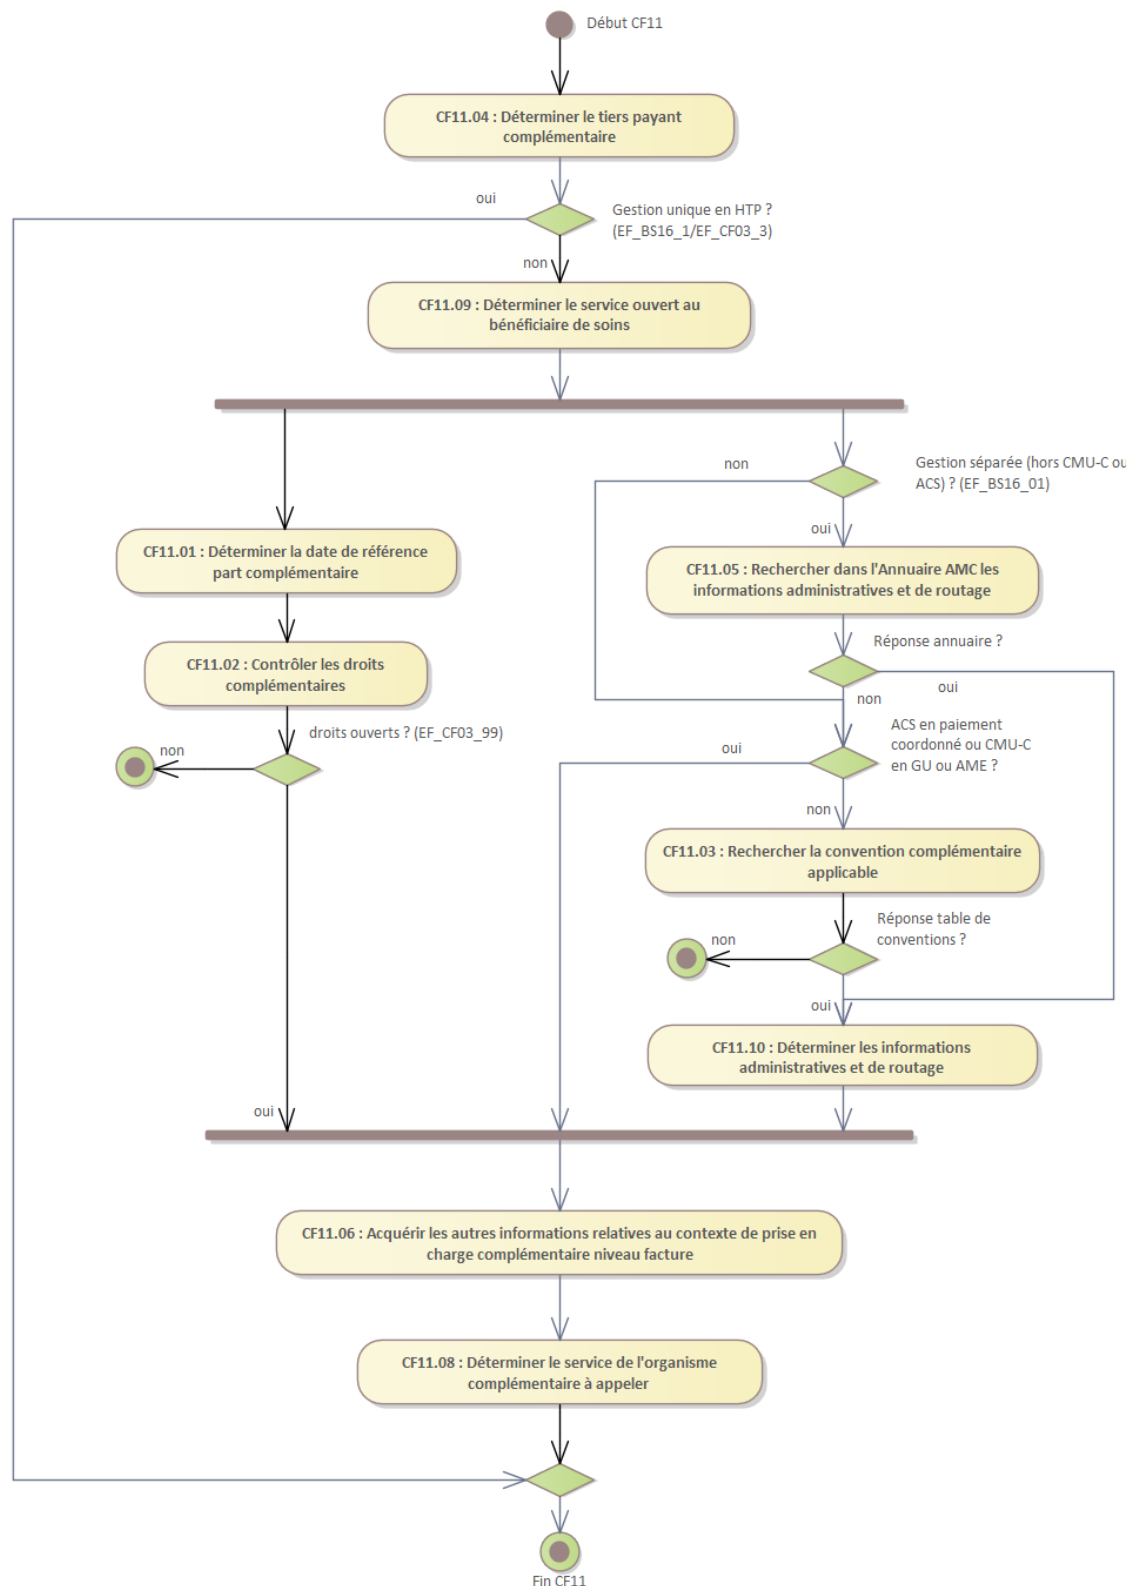 Début CF11
CF11.04 : Déterminer le tiers payant
complémentaire
oui
Gestion unique en HTP ?
(EF_BS16_1/EF_CF03_3)
non
CF11.09 : Déterminer le service ouvert au
bénéficiaire de soins
non
Gestion séparée (hors CMU-C ou
ACS) ? (EF_BS16_01)
oui
CF11.01 : Déterminer la date de référence
part complémentaire
CF11.05 : Rechercher dans l'Annuaire AMC les
informations administratives et de routage
Réponse annuaire ?
CF11.02 : Contrôler les droits
complémentaires
oui
non
droits ouverts ? (EF_CF03_99)
non
oui
ACS en paiement
coordonné ou CMU-C
en GU ou AME ?
non
CF11.03 : Rechercher la convention complémentaire
applicable
Réponse table de
conventions ?
non
oui
CF11.10 : Déterminer les informations
administratives et de routage
oui
CF11.06 : Acquérir les autres informations relatives au contexte de prise en
charge complémentaire niveau facture
CF11.08 : Déterminer le service de l'organisme
complémentaire à appeler
Fin CF11